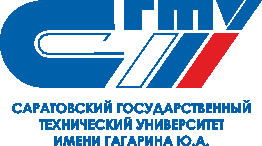 СГТУ
САРАТОВСКИЙ ГОСУДАРСТВЕННЫЙ
ТЕХНИЧЕСКИЙ УНИВЕРСИТЕТ
ИМЕНИ ГАГАРИНА Ю.А.